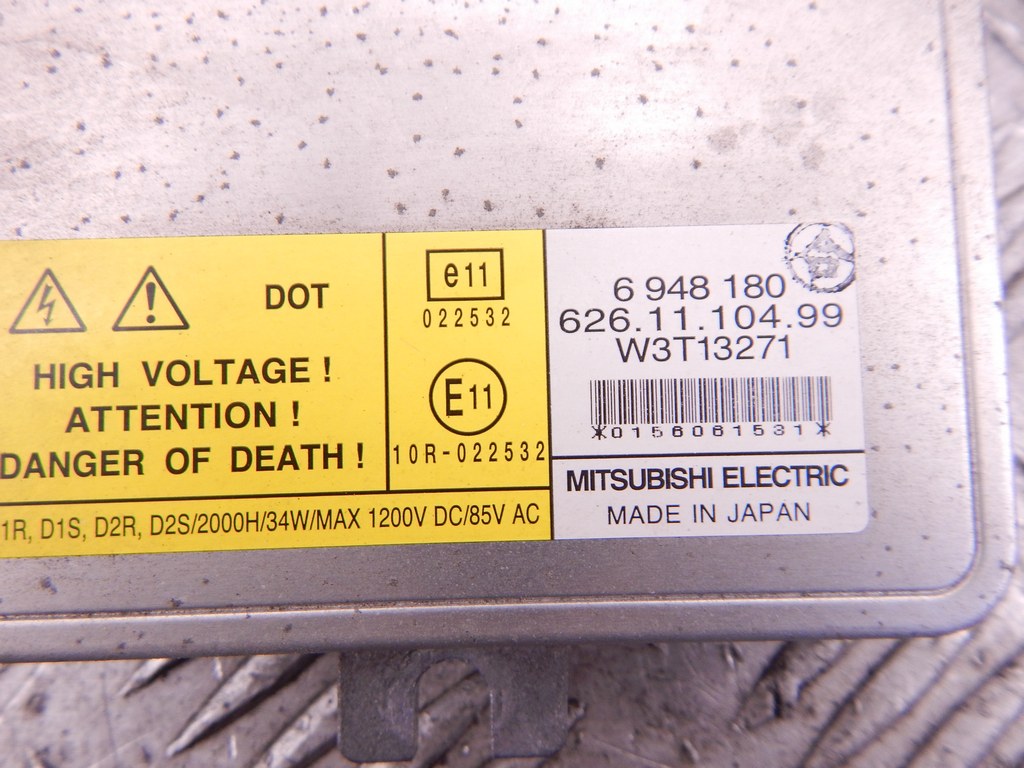 DOT
HIGH VOLTAGE !
ATTENTION !
DANGER OF DEATH !
1R, D1S, D2R, D2S/2000H/34W/MAX 1200V DC/85V AC
e11
022532
E11
10R-022532
合
6 948 180
626.11.104.99
W3T13271
*0156061531*
MITSUBISHI ELECTRIC
MADE IN JAPAN